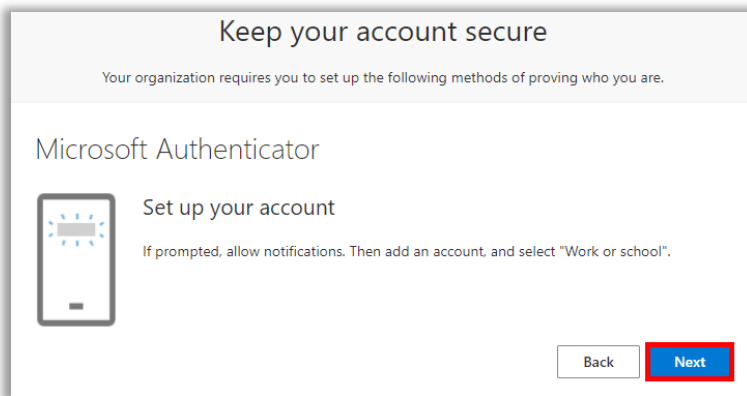 Keep your account secure
Your organization requires you to set up the following methods of proving who you are.
Microsoft Authenticator
Set up your account
If prompted, allow notifications. Then add an account, and select "Work or school".
Back Next